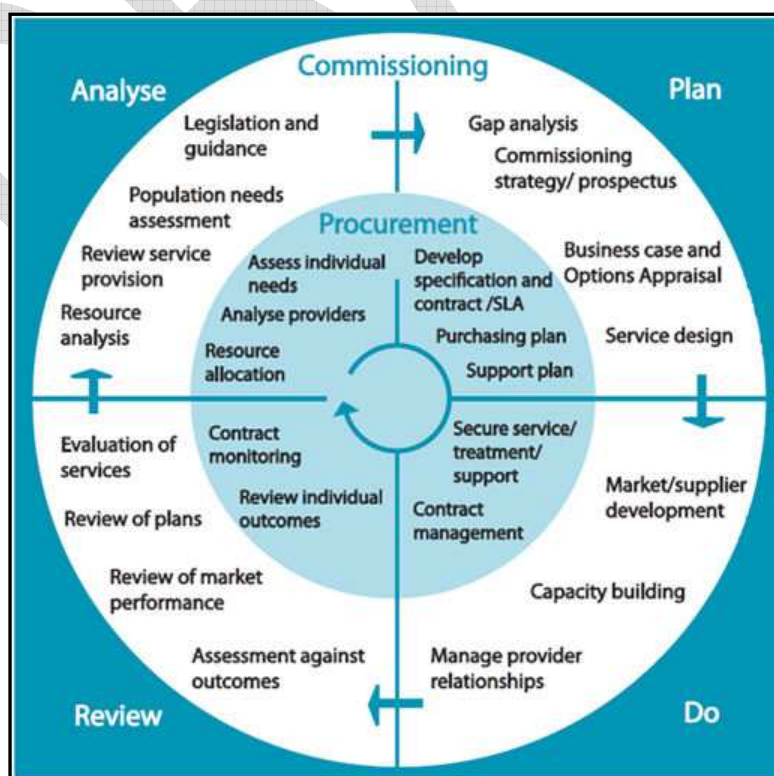 Commissioning
Analyse
Plan
Legislation and
guidance
Population needs
assessment
Review service
provision
Resource
analysis
Gap analysis
Commissioning
strategy/ prospectus
Business case and
Options Appraisal
Service design
Procurement
Assess individual
needs
Analyse providers
Resource
allocation
Develop
specification and
contract /SLA
Purchasing plan
Support plan
Contract
monitoring
Review individual
outcomes
Secure service/
treatment/
support
Contract
management
Evaluation of
services
Review of plans
Review of market
performance
Assessment against
outcomes
Market/supplier
development
Capacity building
Manage provider
relationships
Review
Do